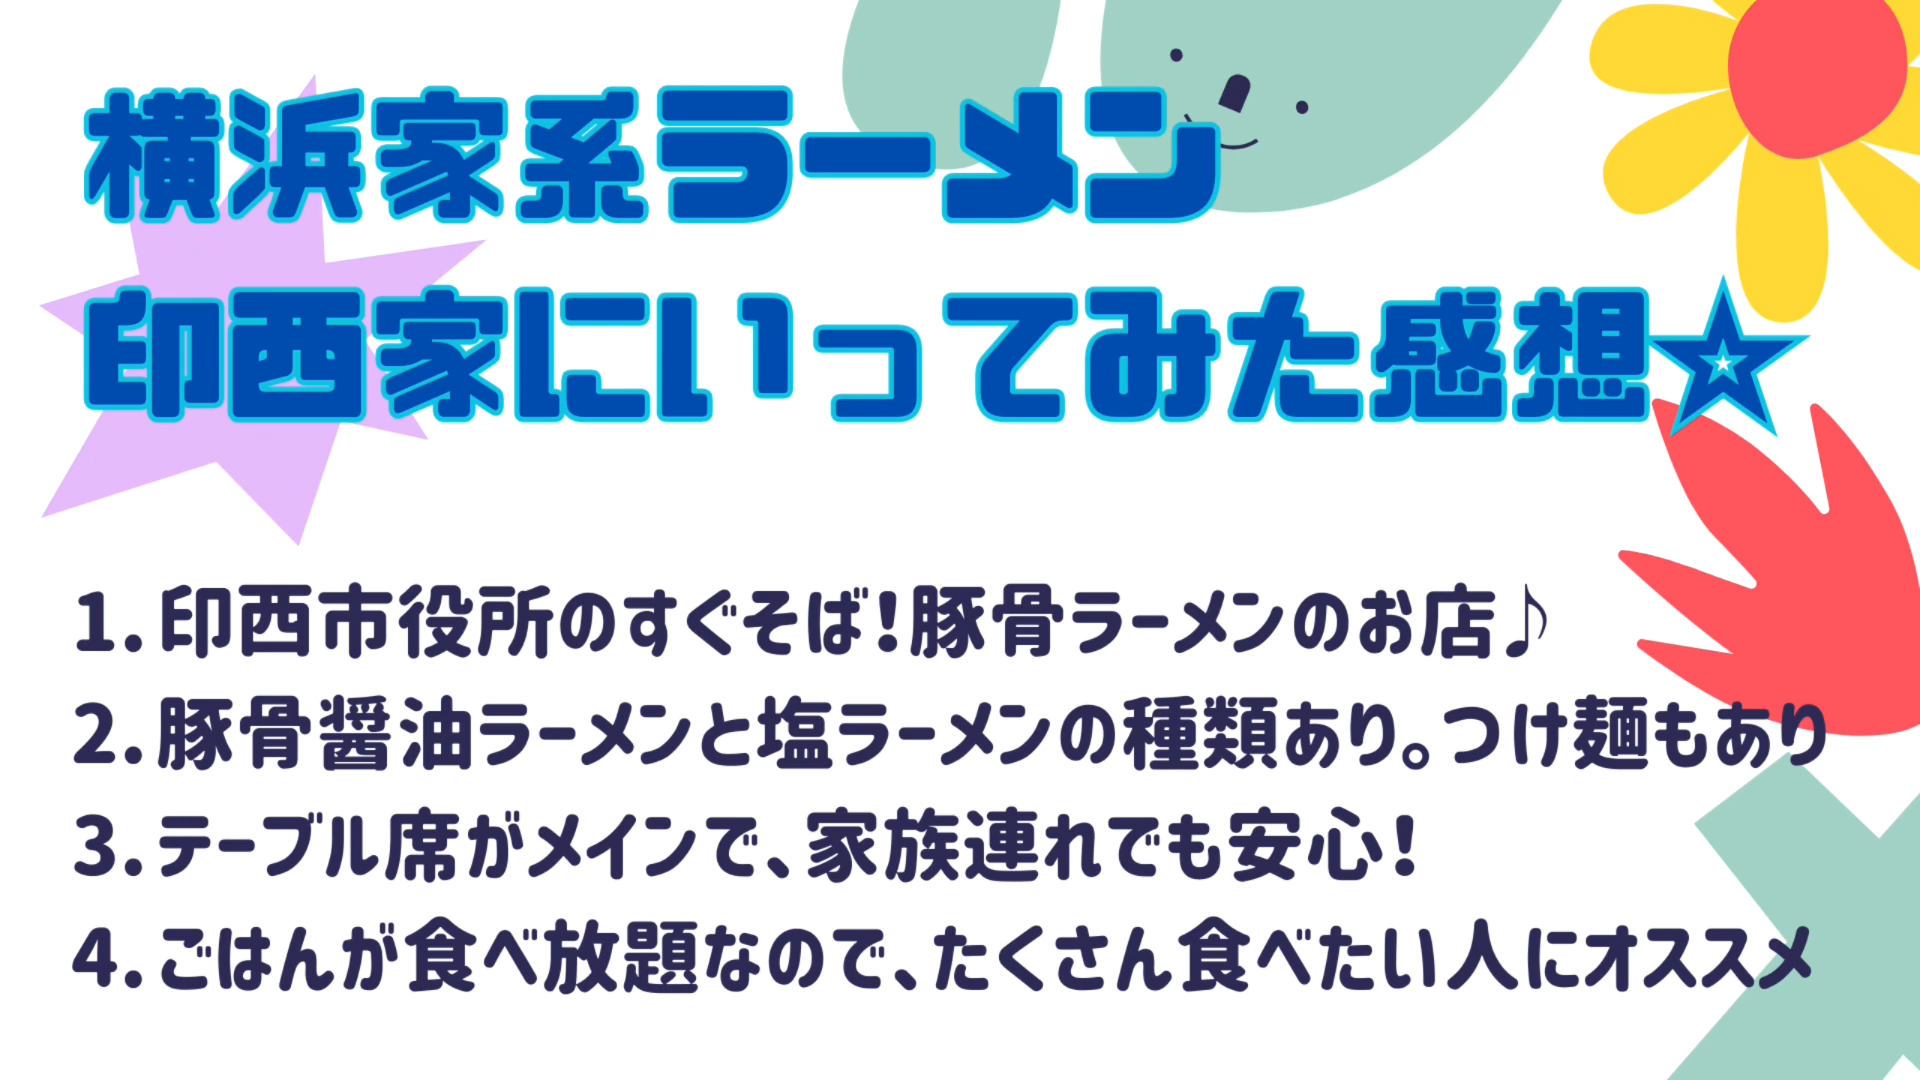 横浜家系ラーメン
印西家にいってみた感想☆
1. 印西市役所のすぐそば！豚骨ラーメンのお店♪
2. 豚骨醤油ラーメンと塩ラーメンの種類あり。つけ麺もあり
3. テーブル席がメインで、家族連れでも安心！
4. ごはんが食べ放題なので、たくさん食べたい人にオススメ